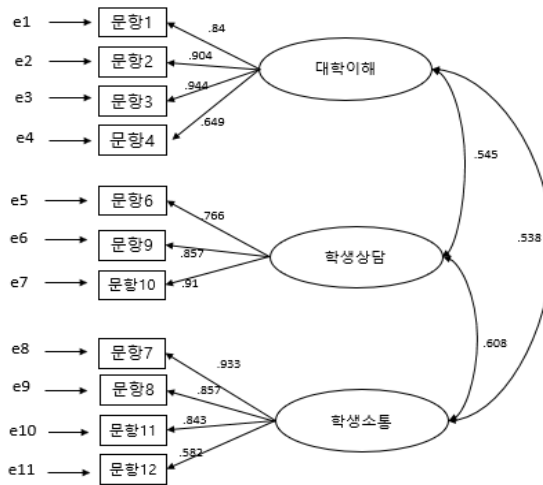 e1 문항1 .84
e2 문항2 .904
대학이해
e3 문항3 .944
e4 문항4 .649
.545
e5 문항6 .766
e6 문항9 .857
학생상담
.538
e7 문항10 .91
.608
e8 문항7 .933
e9 문항8 .857
학생소통
e10 문항11 .843
e11 문항12 .582